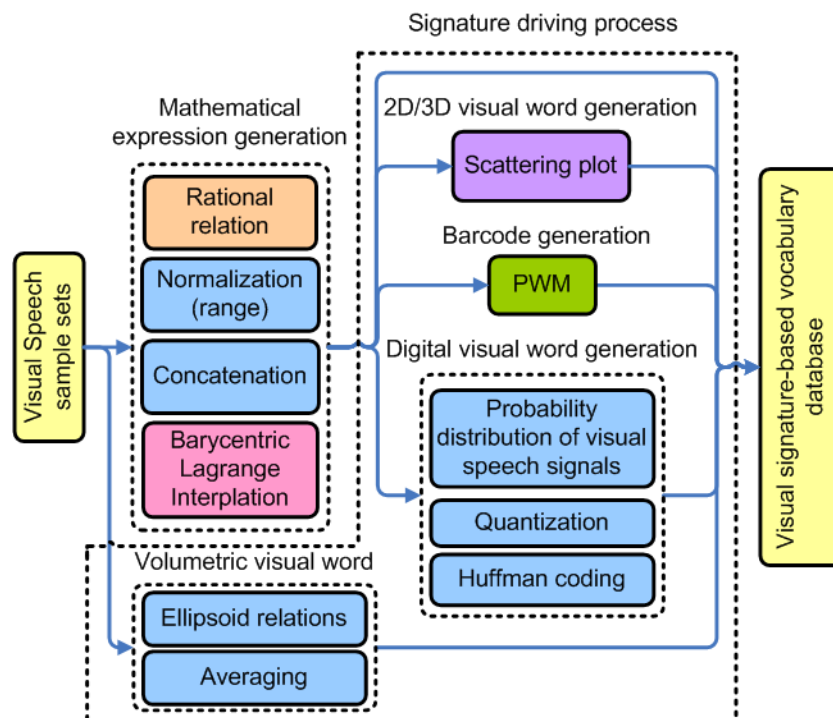 Signature driving process
Mathematical
expression generation
2D/3D visual word generation
Scattering plot
Rational
relation
Barcode generation
Normalization
(range)
PWM
Visual Speech
sample sets
Concatenation
Digital visual word generation
Probability
distribution of visual
speech signals
Barycentric
Lagrange
Interplation
Quantization
Huffman coding
Volumetric visual word
Ellipsoid relations
Averaging
Visual signature-based vocabulary
database